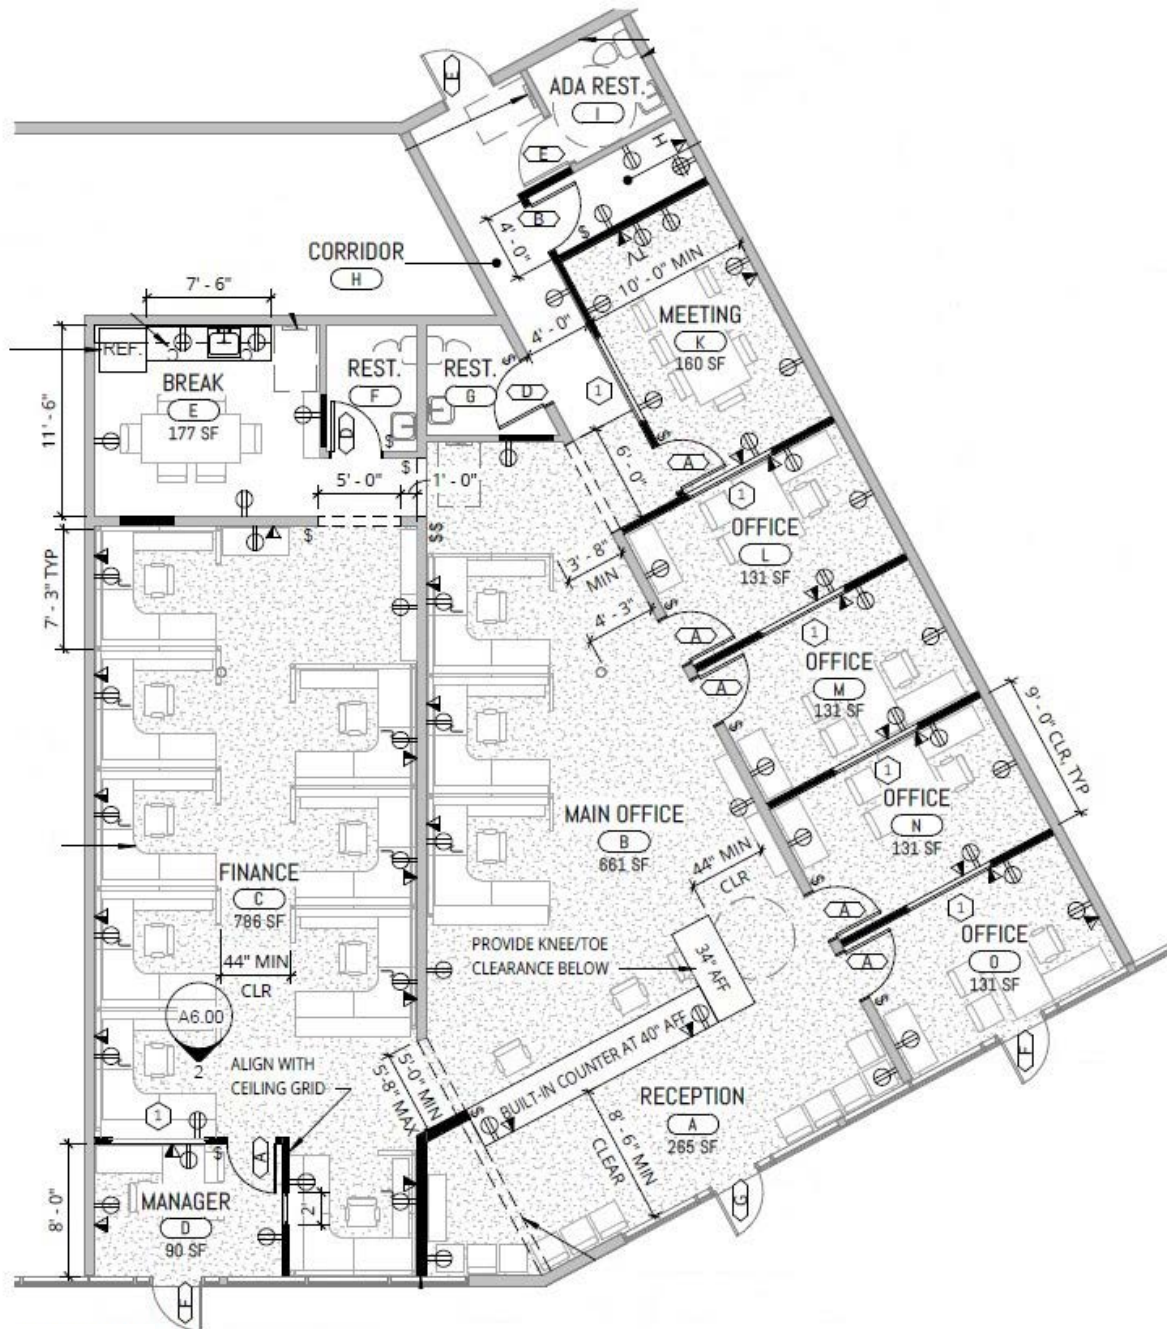 E
ADA REST.
I
E
H
B
$
4' - 0"
TV
10' - 0" MIN
CORRIDOR
H
7' - 6"
4' - 0"
MEETING
K
160 SF
REF.
BREAK
E
177 SF
REST.
F
REST.
G
$
D
1
11' - 6"
D
$
$
5' - 0"
1' - 0"
6' - 0"
$
A
1
OFFICE
L
131 SF
$
$$
7' - 3" TYP
3' - 8"
MIN
4' - 3"
$
A
1
OFFICE
M
131 SF
A
$
9' - 0" CLR, TYP
1
OFFICE
N
131 SF
MAIN OFFICE
B
661 SF
44" MIN
CLR
FINANCE
C
786 SF
$
A
1
OFFICE
O
131 SF
A
$
PROVIDE KNEE/TOE
CLEARANCE BELOW
34" AFF
44" MIN
CLR
A6.00
2
ALIGN WITH
CEILING GRID
5'-0" MIN
5'-8" MAX
BUILT-IN COUNTER AT 40" AFF
F
RECEPTION
A
265 SF
8' - 6" MIN
CLEAR
1
$
A
$
8' - 0"
MANAGER
D
90 SF
2'
G
F